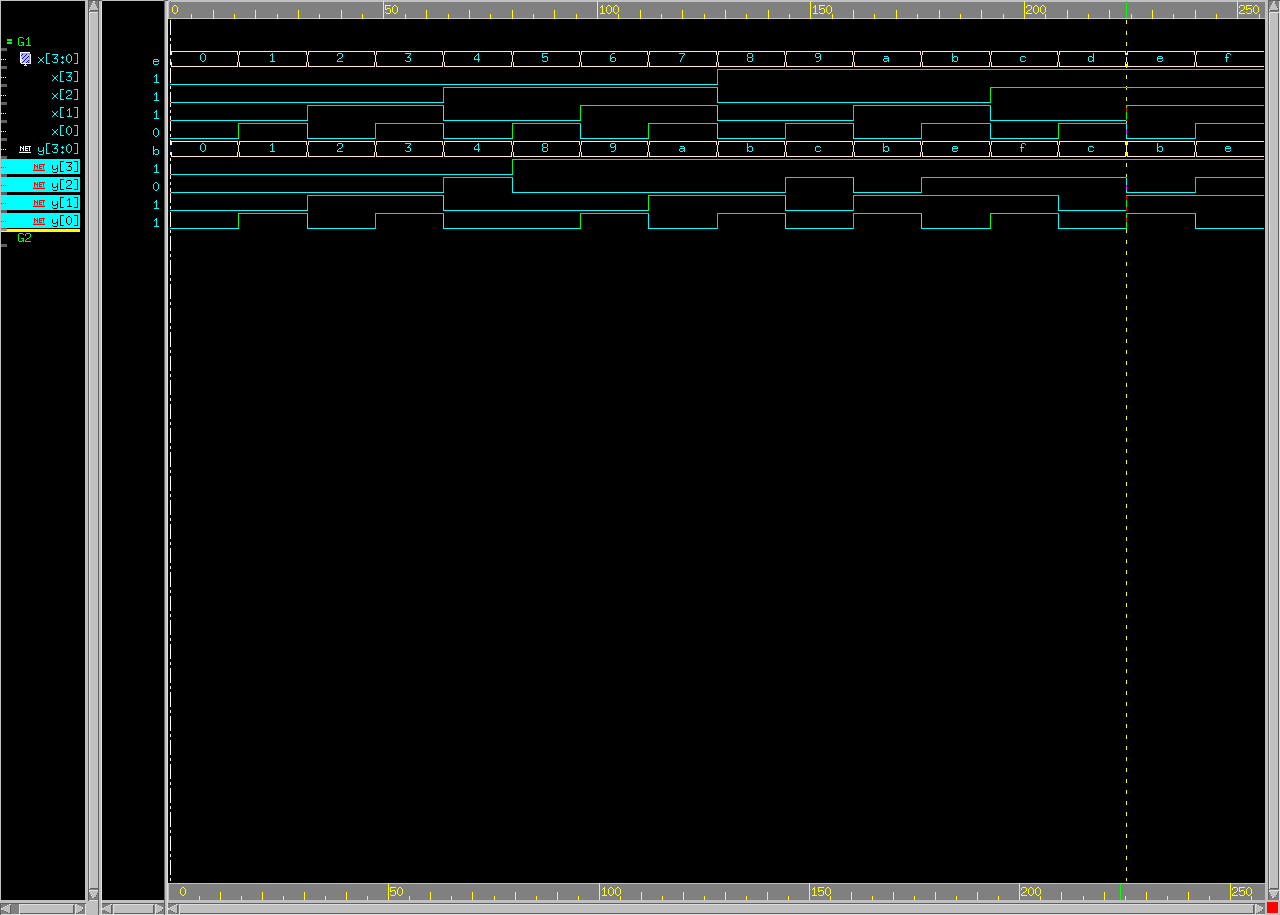 0 50 100 150 200 250
= G1
x[3:0] e 0 1 2 3 4 5 6 7 8 9 a b c d e f
x[3] 1
x[2] 1
x[1] 1
x[0] 0
NET y[3:0] b 0 1 2 3 4 8 9 a b c b e f c b e
NET y[3] 1
NET y[2] 0
NET y[1] 1
NET y[0] 1
G2
0 50 100 150 200 250